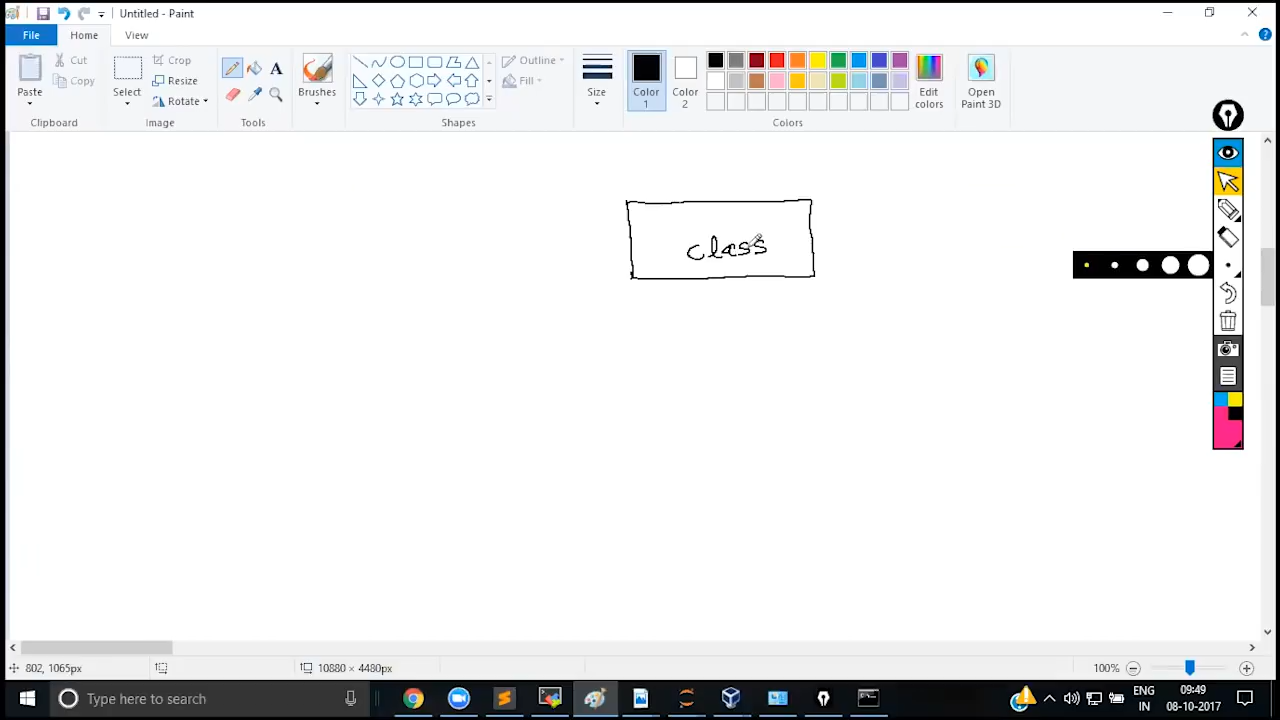 Untitled - Paint
File
Home
View
Paste
Cut
Copy
Clipboard
Select
Crop
Resize
Rotate
Image
A
Tools
Brushes
Shapes
Outline
Fill
Size
Color 1
Color 2
Edit colors
Open Paint 3D
Colors
class
802, 1065px
10880 × 4480px
100%
Type here to search
ENG
IN
09:49
08-10-2017